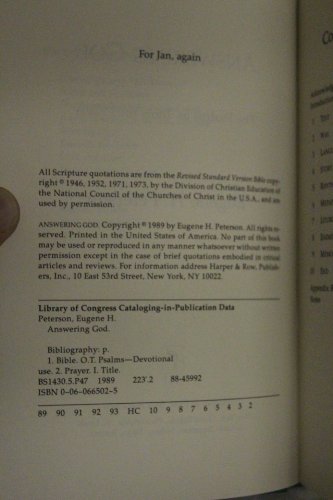 For Jan, again
All Scripture quotations are from the Revised Standard Version Bible copy-
right © 1946, 1952, 1971, 1973, by the Division of Christian Education of
the National Council of the Churches of Christ in the U.S.A., and are
used by permission.
ANSWERING GOD. Copyright © 1989 by Eugene H. Peterson. All rights re-
served. Printed in the United States of America. No part of this book
may be used or reproduced in any manner whatsoever without written
permission except in the case of brief quotations embodied in critical
articles and reviews. For information address Harper & Row, Publish-
ers, Inc., 10 East 53rd Street, New York, NY 10022.
Library of Congress Cataloging-in-Publication Data
Peterson, Eugene H.
Answering God.
Bibliography: p.
1. Bible. O.T. Psalms—Devotional
use. 2. Prayer. I. Title.
BS1430.5.P47 1989 223'.2 88-45992
ISBN 0-06-066502-5
89 90 91 92 93 HC 10 9 8 7 6 5 4 3 2